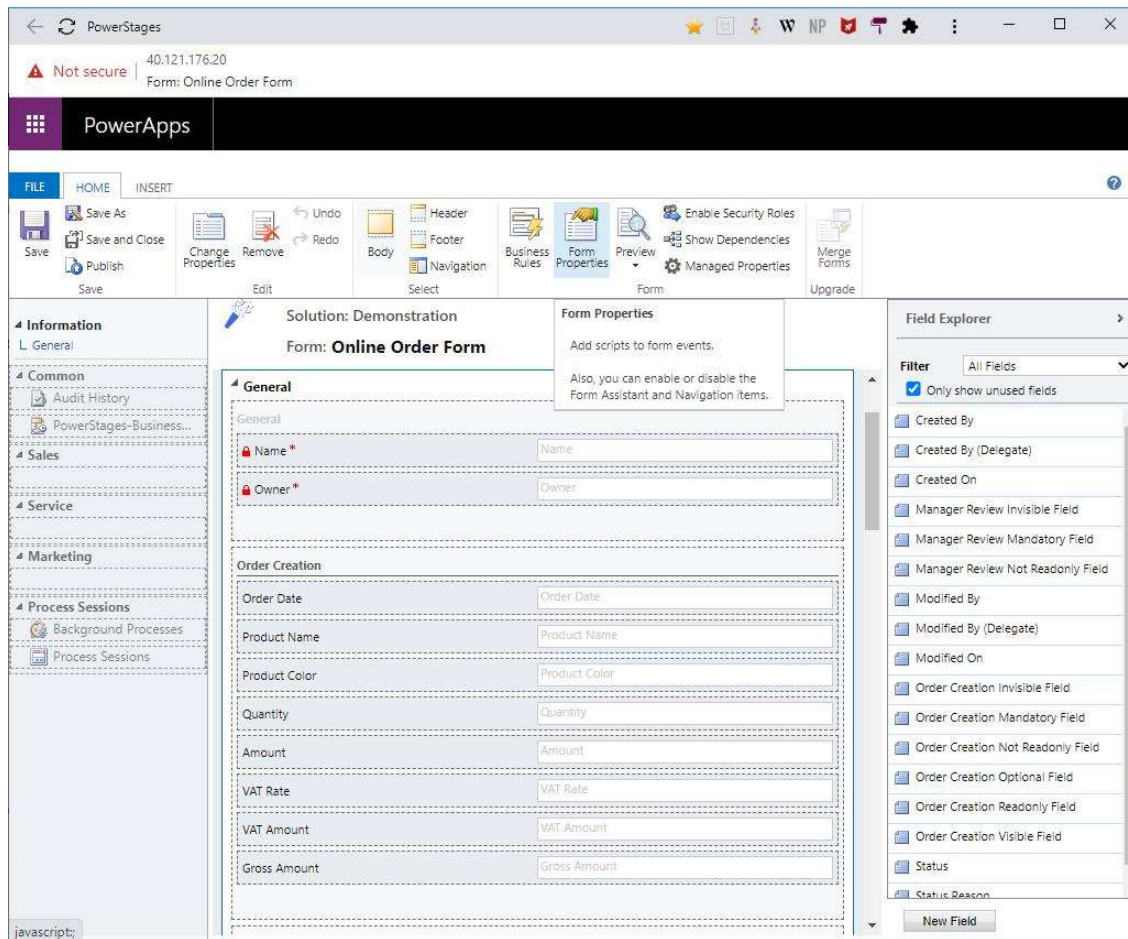 PowerStages
W NP
Not secure
40.121.176.20
Form: Online Order Form
PowerApps
FILE HOME INSERT
Save
Save As
Save and Close
Publish
Save
Change Properties
Remove
Undo
Redo
Edit
Body
Header
Footer
Navigation
Select
Business Rules
Form Properties
Preview
Enable Security Roles
Show Dependencies
Managed Properties
Form
Merge Forms
Upgrade
Information
General
Common
Audit History
PowerStages-Business...
Sales
Service
Marketing
Process Sessions
Background Processes
Process Sessions
javascript:;
Solution: Demonstration
Form: Online Order Form
Form Properties
Add scripts to form events.
Also, you can enable or disable the
Form Assistant and Navigation items.
General
General
Name * Name
Owner * Owner
Order Creation
Order Date Order Date
Product Name Product Name
Product Color Product Color
Quantity Quantity
Amount Amount
VAT Rate VAT Rate
VAT Amount VAT Amount
Gross Amount Gross Amount
Field Explorer >
Filter All Fields
Only show unused fields
Created By
Created By (Delegate)
Created On
Manager Review Invisible Field
Manager Review Mandatory Field
Manager Review Not Readonly Field
Modified By
Modified By (Delegate)
Modified On
Order Creation Invisible Field
Order Creation Mandatory Field
Order Creation Not Readonly Field
Order Creation Optional Field
Order Creation Readonly Field
Order Creation Visible Field
Status
Status Reason
New Field